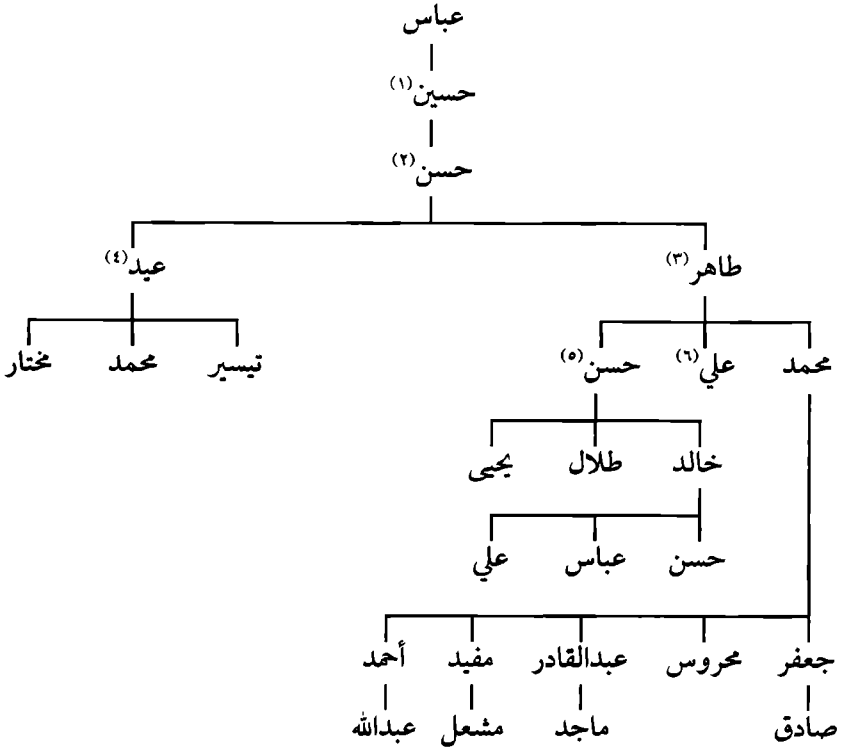 عباس
حسين(١)
حسن(٢)
طاهر(٣) عيد(٤)
محمد علي(٦) حسن(٥) تيسير محمد مختار
خالد طلال يحيى
حسن عباس علي
جعفر محروس عبدالقادر مفيد أحمد
صادق ماجد مشعل عبدالله